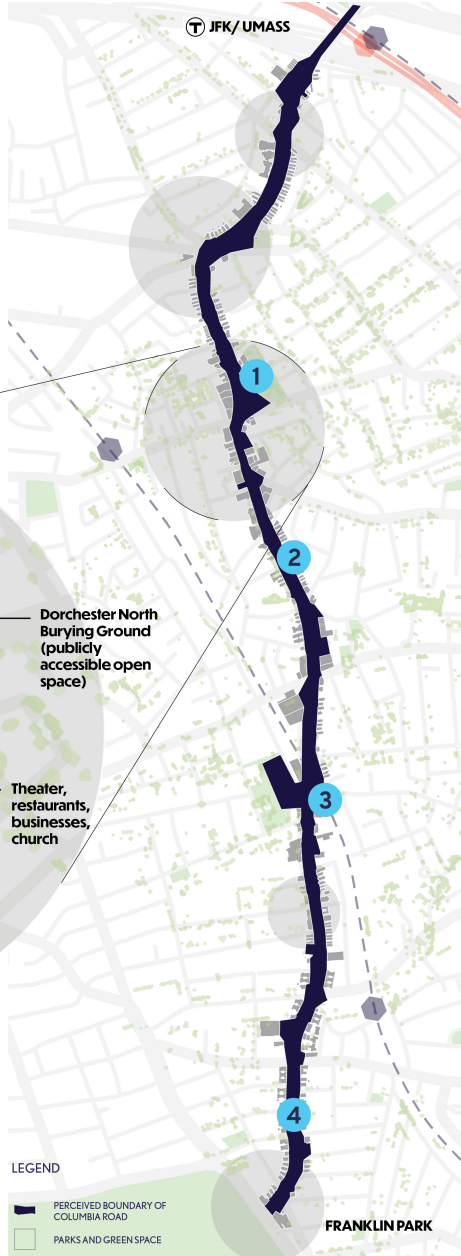 T JFK/ UMASS
1
2
Dorchester North
Burying Ground
(publicly
accessible open
space)
Theater,
restaurants,
businesses,
church
3
4
LEGEND
PERCEIVED BOUNDARY OF
COLUMBIA ROAD
PARKS AND GREEN SPACE
FRANKLIN PARK